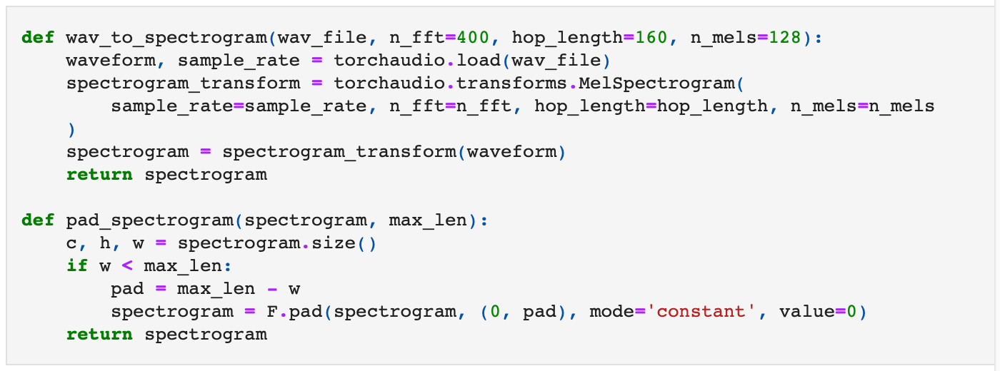 def wav_to_spectrogram(wav_file, n_fft=400, hop_length=160, n_mels=128):
    waveform, sample_rate = torchaudio.load(wav_file)
    spectrogram_transform = torchaudio.transforms.MelSpectrogram(
        sample_rate=sample_rate, n_fft=n_fft, hop_length=hop_length, n_mels=n_mels
    )
    spectrogram = spectrogram_transform(waveform)
    return spectrogram

def pad_spectrogram(spectrogram, max_len):
    c, h, w = spectrogram.size()
    if w < max_len:
        pad = max_len - w
        spectrogram = F.pad(spectrogram, (0, pad), mode='constant', value=0)
    return spectrogram